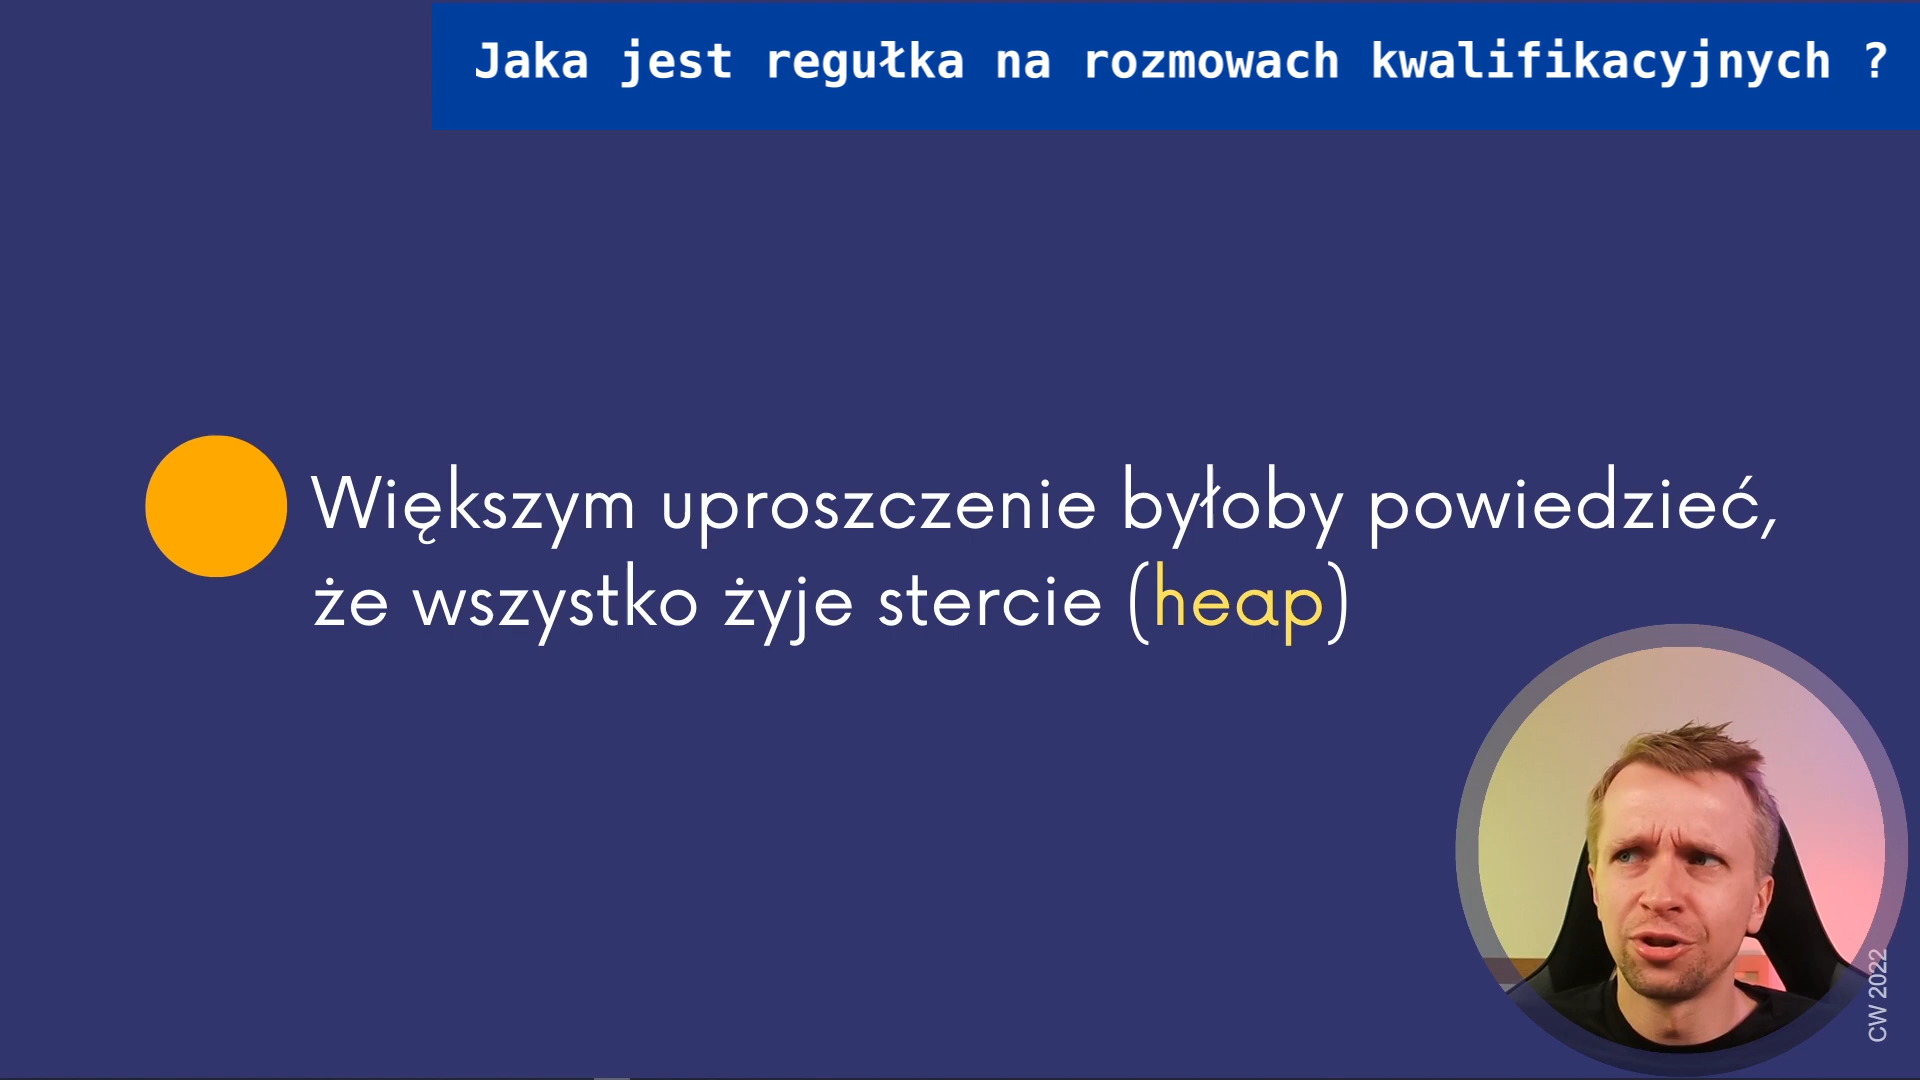 Jaka jest regułka na rozmowach kwalifikacyjnych ?
Większym uproszczenie byłoby powiedzieć,
że wszystko żyje stercie (heap)
CW 2022